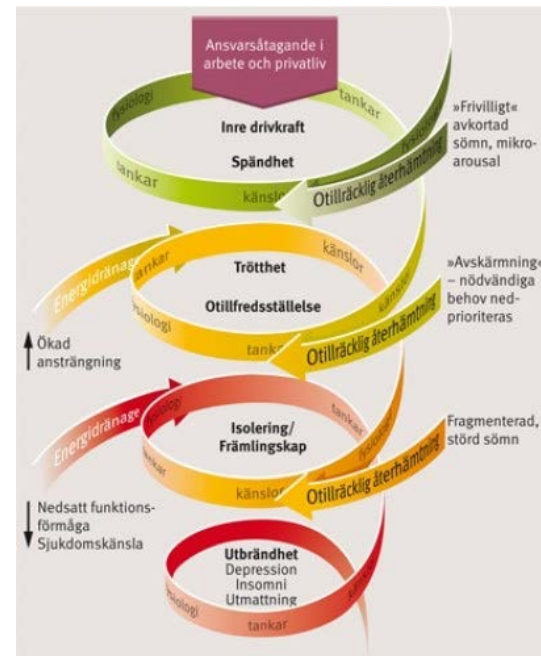 Ansvarsåtagande i
arbete och privatliv
fysiologi
tankar
»Frivilligt«
avkortad
sömn, mikro-
arousal
Inre drivkraft
Spändhet
fysiologi
tankar
känslor
Otillräcklig återhämtning
Energidränage
tankar
känslor
Trötthet
Otillfredsställelse
»Avskärmning«
– nödvändiga
behov ned-
prioriteras
känslor
fysiologi
tankar
Otillräcklig återhämtning
Ökad
ansträngning
Energidränage
fysiologi
tankar
Isolering/
Främlingskap
Fragmenterad,
störd sömn
fysiologi
tankar
känslor
Otillräcklig återhämtning
Nedsatt funktions-
förmåga
Sjukdomskänsla
Utbrändhet
Depression
Insomni
Utmattning
fysiologi
känslor
tankar